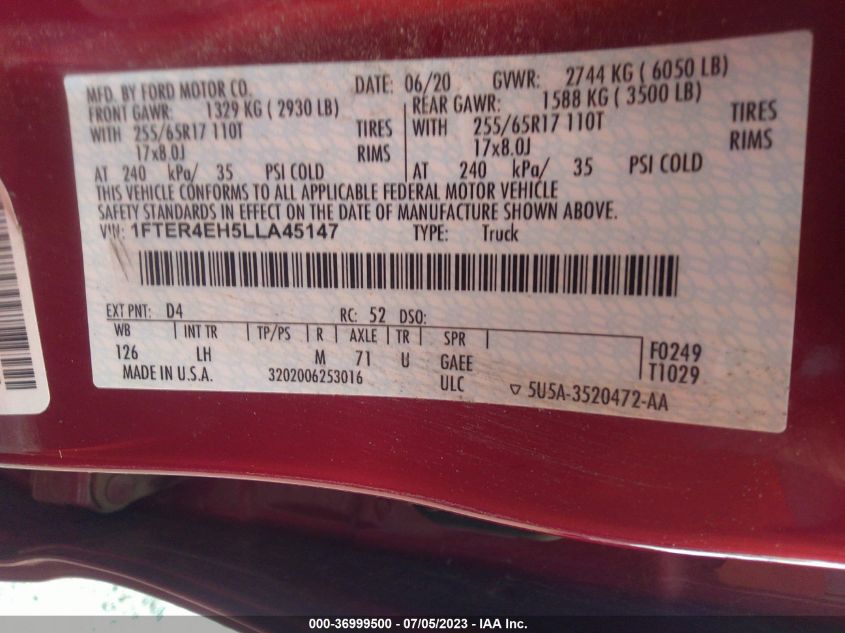 MFD. BY FORD MOTOR CO. DATE: 06/20 GVWR: 2744 KG ( 6050 LB)
FRONT GAWR: 1329 KG ( 2930 LB) REAR GAWR: 1588 KG ( 3500 LB)
WITH 255/65R17 110T TIRES WITH 255/65R17 110T TIRES
17x8.0J RIMS 17x8.0J RIMS
AT 240 kPa/ 35 PSI COLD AT 240 kPa/ 35 PSI COLD
THIS VEHICLE CONFORMS TO ALL APPLICABLE FEDERAL MOTOR VEHICLE
SAFETY STANDARDS IN EFFECT ON THE DATE OF MANUFACTURE SHOWN ABOVE.
VIN: 1FTER4EH5LLA45147 TYPE: Truck
EXT PNT: D4 RC: 52 DSO:
WB INT TR TP/PS R AXLE TR SPR
126 LH M 71 U GAEE F0249
MADE IN U.S.A. 3202006253016 ULC T1029
5U5A-3520472-AA
000-36999500 / 07/05/2023 - IAA Inc.